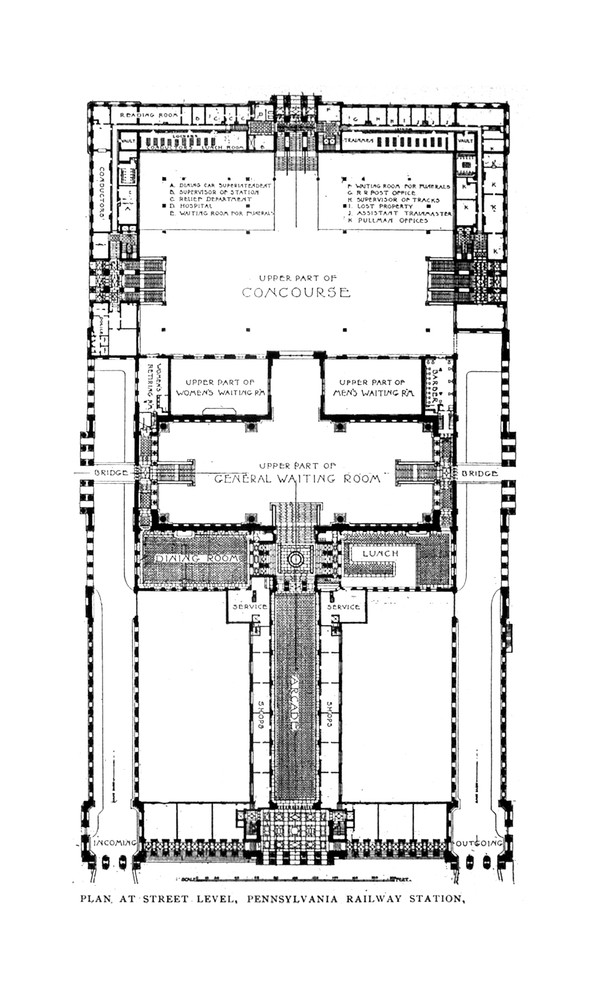 READING ROOM
VAULT
CONDUCTORS' LUNCH ROOM
TRAINMEN
VAULT
CONDUCTORS'
A. DINING CAR SUPERINTENDENT
B. SUPERVISOR OF STATION
C. RELIEF DEPARTMENT
D. HOSPITAL
E. WAITING ROOM FOR FUNERALS
F. WAITING ROOM FOR FUNERALS
G. R R POST OFFICE
H. SUPERVISOR OF TRACKS
I. LOST PROPERTY
J. ASSISTANT TRAINMASTER
K. PULLMAN OFFICES
UPPER PART OF
CONCOURSE
WOMEN'S
RETIRING R'M
UPPER PART OF
WOMEN'S WAITING R'M
UPPER PART OF
MEN'S WAITING R'M
BARBER
BRIDGE
UPPER PART OF
GENERAL WAITING ROOM
BRIDGE
DINING ROOM
LUNCH
SERVICE
SERVICE
SHOPS
ARCADE
SHOPS
INCOMING
OUTGOING
SCALE
FEET.
PLAN AT STREET LEVEL, PENNSYLVANIA RAILWAY STATION,